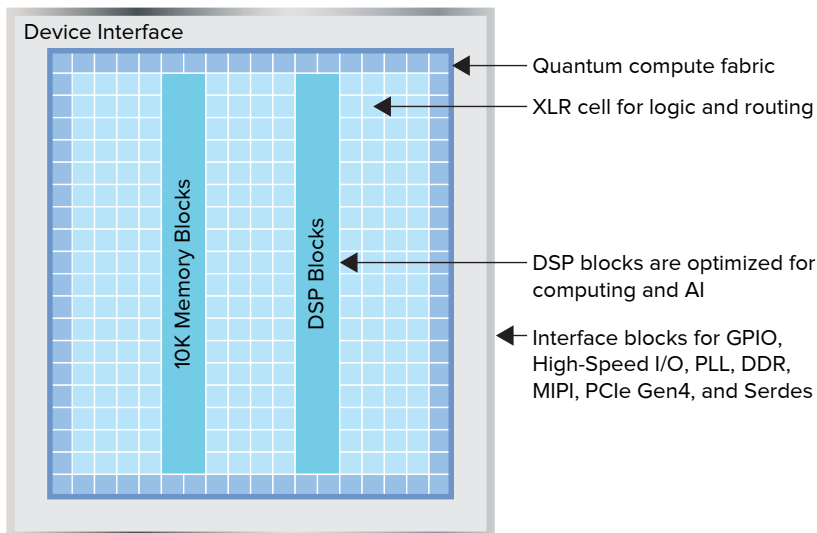 Device Interface
Quantum compute fabric
XLR cell for logic and routing
10K Memory Blocks
DSP Blocks
DSP blocks are optimized for
computing and AI
Interface blocks for GPIO,
High-Speed I/O, PLL, DDR,
MIPI, PCIe Gen4, and Serdes